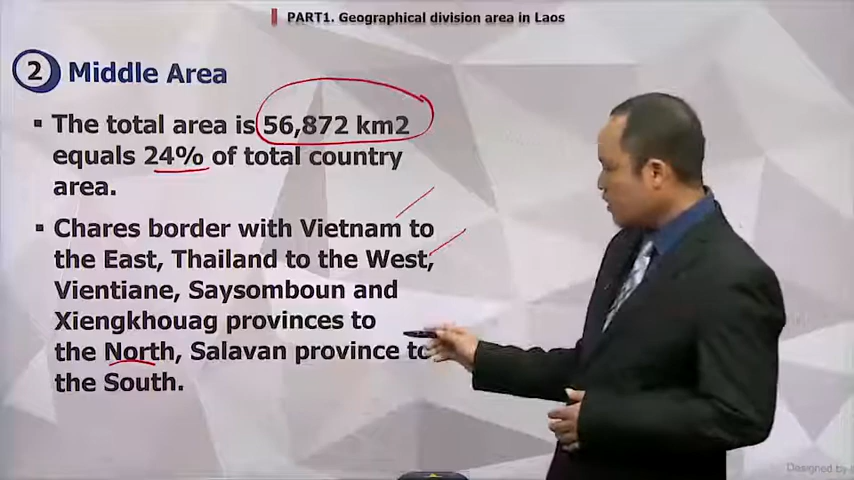 PART1. Geographical division area in Laos
2 Middle Area
▪ The total area is 56,872 km2
equals 24% of total country
area.
▪ Chares border with Vietnam to
the East, Thailand to the West,
Vientiane, Saysomboun and
Xiengkhouag provinces to
the North, Salavan province to
the South.
Designed by